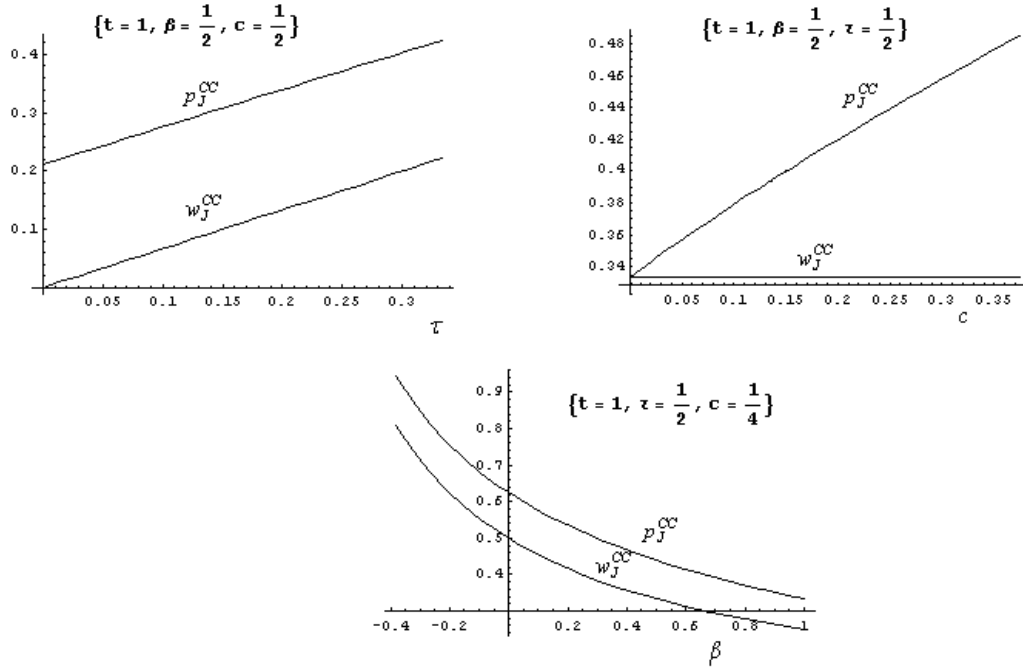 {t = 1, β = 1/2, c = 1/2}
0.4
0.3
0.2
0.1
p_J^CC
w_J^CC
0.05 0.1 0.15 0.2 0.25 0.3
τ
{t = 1, β = 1/2, τ = 1/2}
0.48
0.46
0.44
0.42
0.4
0.38
0.36
0.34
p_J^CC
w_J^CC
0.05 0.1 0.15 0.2 0.25 0.3 0.35
c
{t = 1, τ = 1/2, c = 1/4}
0.9
0.8
0.7
0.6
0.5
0.4
p_J^CC
w_J^CC
-0.4 -0.2 0.2 0.4 0.6 0.8 1
β